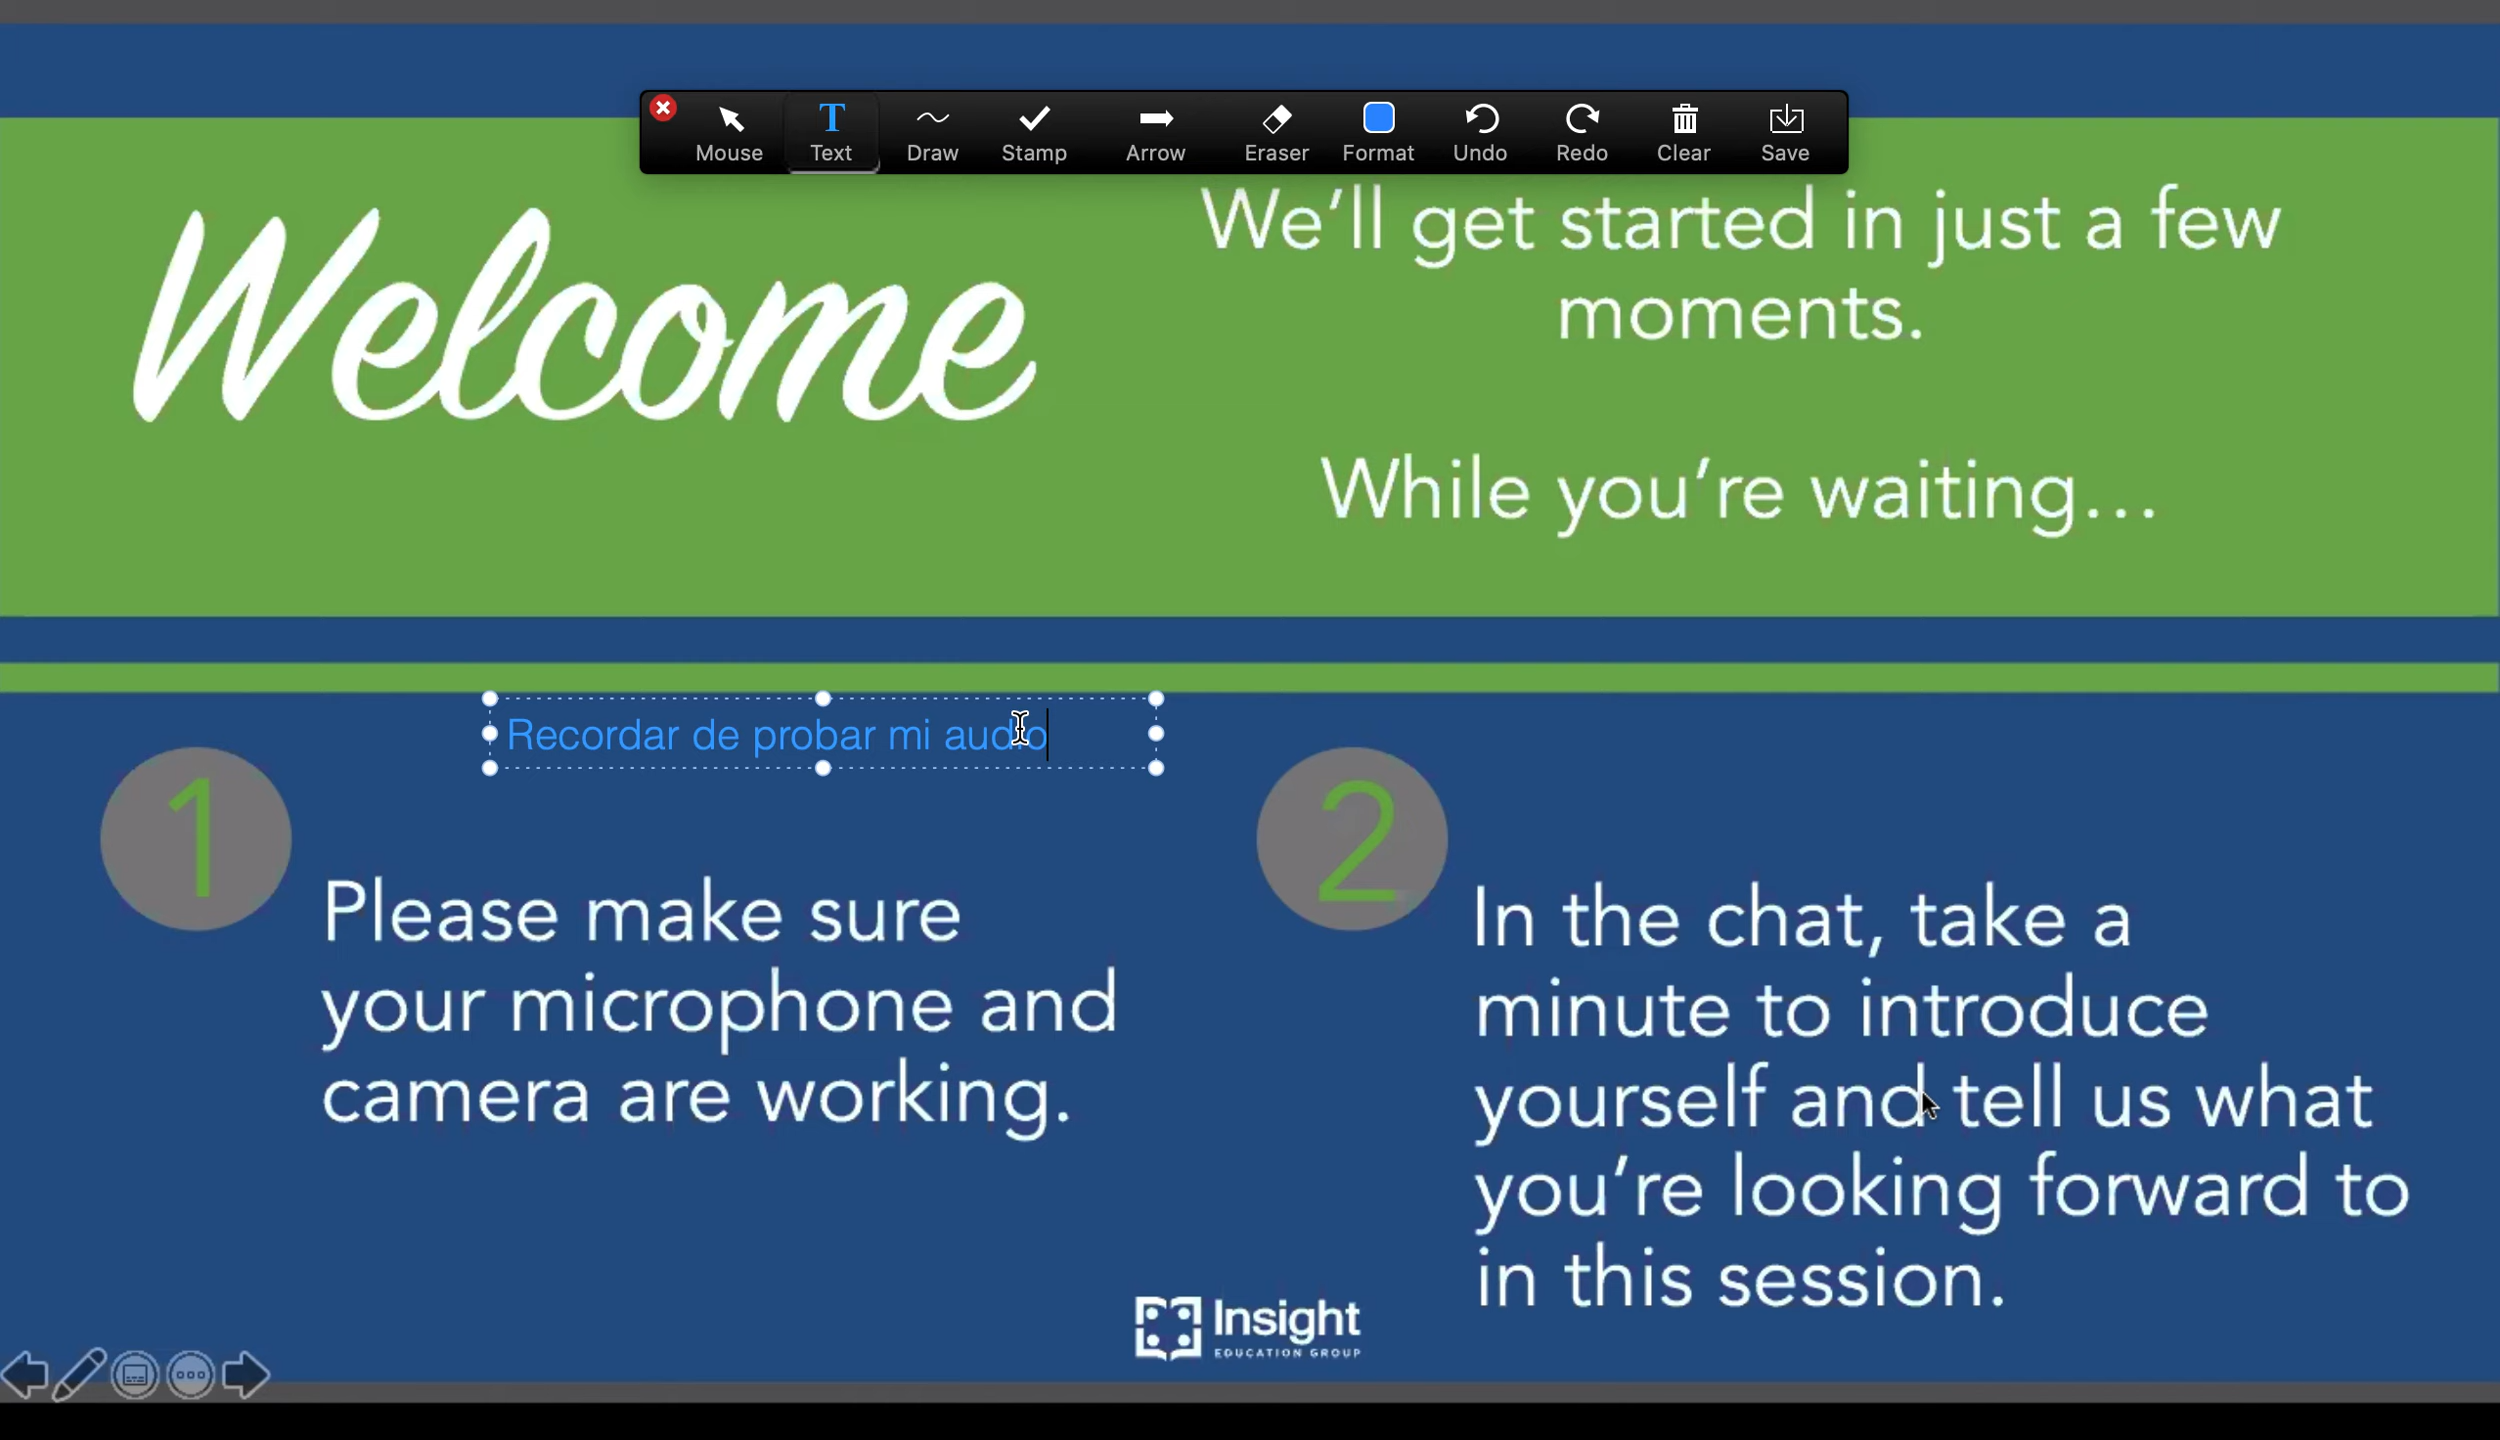 Mouse
Text
Draw
Stamp
Arrow
Eraser
Format
Undo
Redo
Clear
Save
Welcome
We’ll get started in just a few
moments.
While you’re waiting...
Recordar de probar mi audio
1
Please make sure
your microphone and
camera are working.
2
In the chat, take a
minute to introduce
yourself and tell us what
you’re looking forward to
in this session.
Insight
EDUCATION GROUP